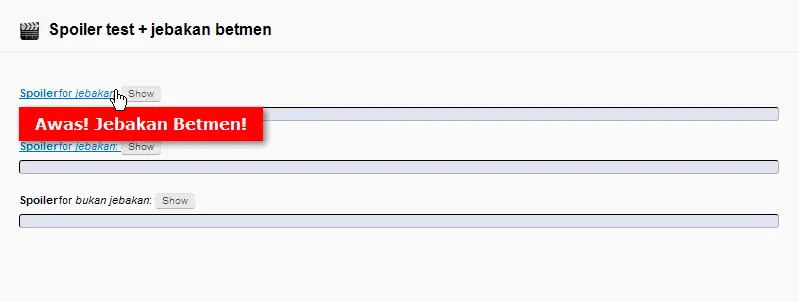 Spoiler test + jebakan betmen
Spoiler for jebakan Show
Awas! Jebakan Betmen!
Spoiler for jebakan: Show
Spoiler for bukan jebakan: Show